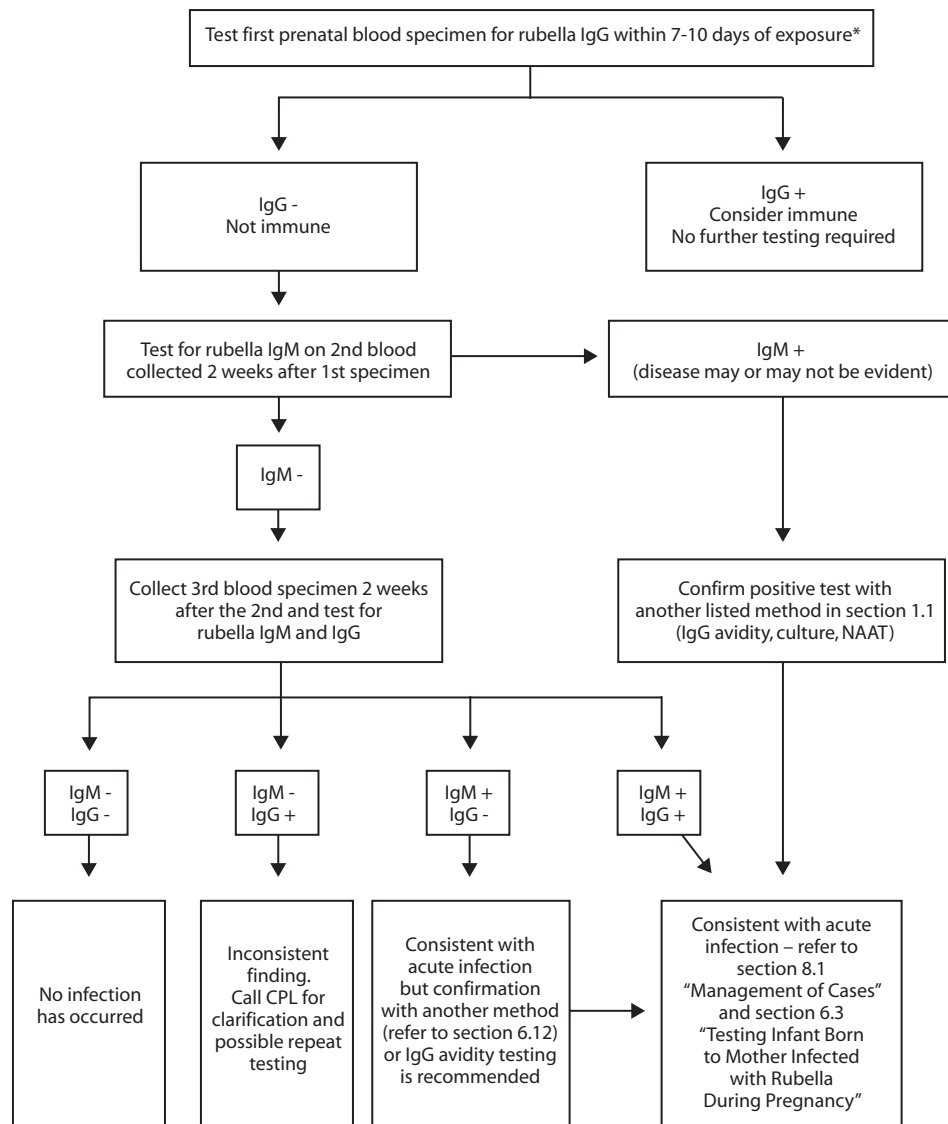 Test first prenatal blood specimen for rubella IgG within 7-10 days of exposure*
IgG -
Not immune
IgG +
Consider immune
No further testing required
Test for rubella IgM on 2nd blood
collected 2 weeks after 1st specimen
IgM +
(disease may or may not be evident)
IgM -
Collect 3rd blood specimen 2 weeks
after the 2nd and test for
rubella IgM and IgG
Confirm positive test with
another listed method in section 1.1
(IgG avidity, culture, NAAT)
IgM -
IgG -
IgM -
IgG +
IgM +
IgG -
IgM +
IgG +
No infection
has occurred
Inconsistent
finding.
Call CPL for
clarification and
possible repeat
testing
Consistent with
acute infection
but confirmation
with another method
(refer to section 6.12)
or IgG avidity testing
is recommended
Consistent with acute
infection – refer to
section 8.1
“Management of Cases”
and section 6.3
“Testing Infant Born
to Mother Infected
with Rubella
During Pregnancy”